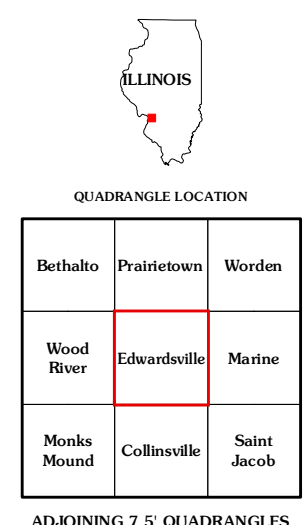 ILLINOIS
QUADRANGLE LOCATION
Bethalto Prairietown Worden
Wood
River
Edwardsville Marine
Monks
Mound
Collinsville
Saint
Jacob
ADJOINING 7.5' QUADRANGLES